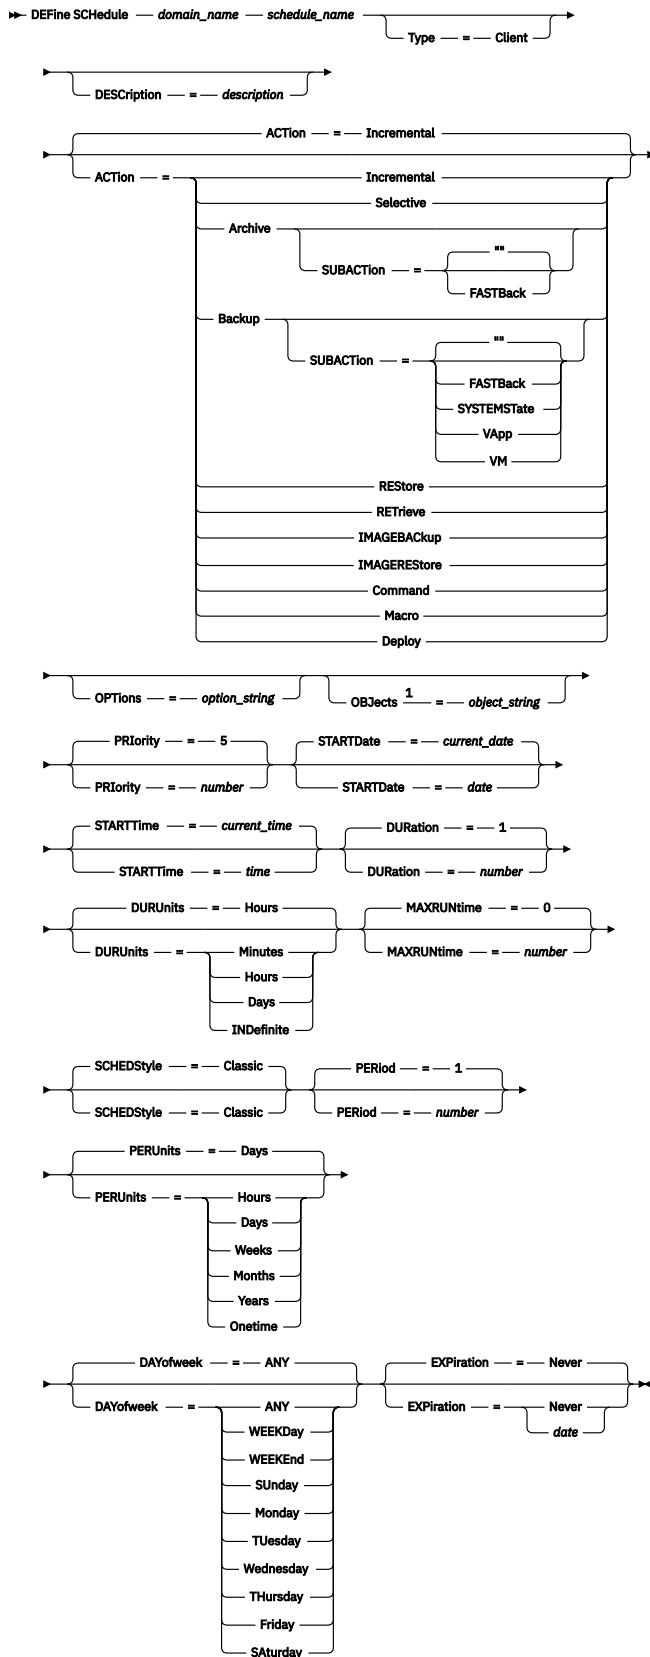 DEFine SCHedule domain_name schedule_name
Type = Client
DESCription = description
ACTion = Incremental
ACTion = Incremental
Selective
Archive
SUBACTion = ""
FASTBack
Backup
SUBACTion = ""
FASTBack
SYSTEMSTate
VApp
VM
REStore
RETrieve
IMAGEBACkup
IMAGEREStore
Command
Macro
Deploy
OPTions = option_string OBJects 1 = object_string
PRIority = 5 STARTDate = current_date
PRIority = number STARTDate = date
STARTTime = current_time DURation = 1
STARTTime = time DURation = number
DURUnits = Hours MAXRUNtime = 0
DURUnits = Minutes MAXRUNtime = number
Hours
Days
INDefinite
SCHEDStyle = Classic PERiod = 1
SCHEDStyle = Classic PERiod = number
PERUnits = Days
PERUnits = Hours
Days
Weeks
Months
Years
Onetime
DAYofweek = ANY EXPiration = Never
DAYofweek = ANY EXPiration = Never
WEEKDay date
WEEKEnd
SUnday
Monday
TUesday
Wednesday
THursday
Friday
SAturday